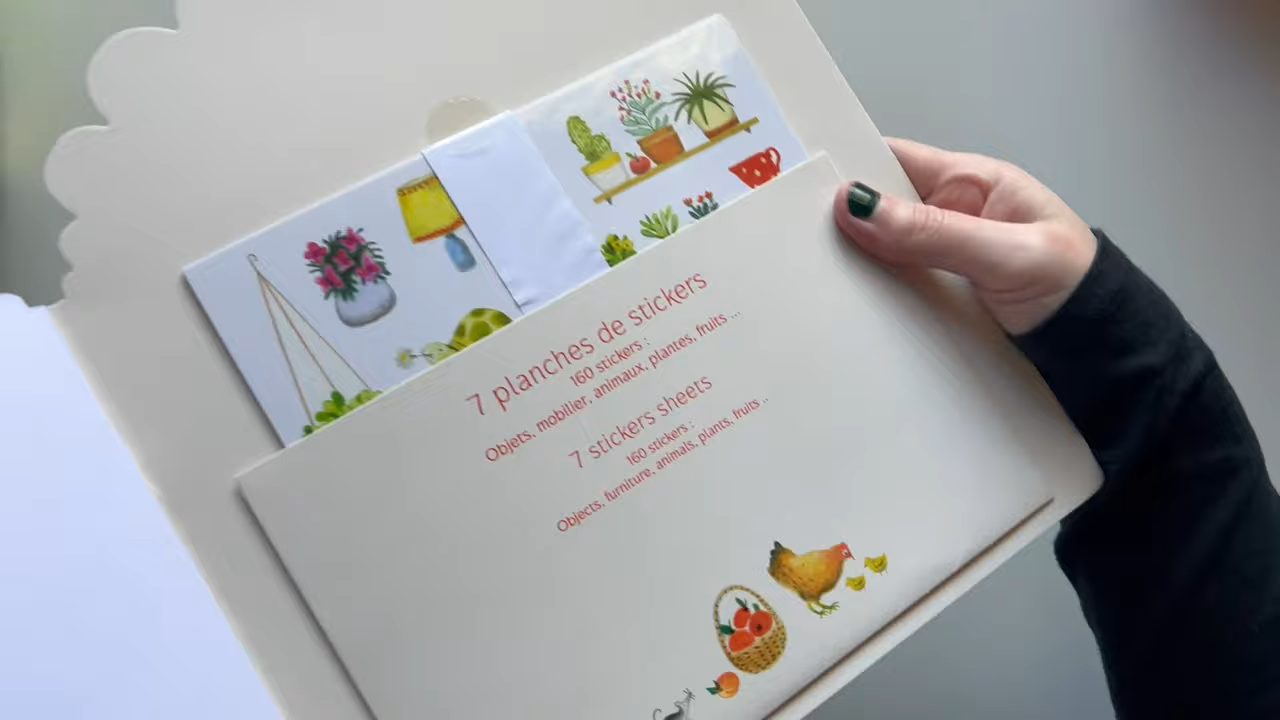 7 planches de stickers
160 stickers :
Objets, mobilier, animaux, plantes, fruits ...
7 stickers sheets
160 stickers :
Objects, furniture, animals, plants, fruits ..